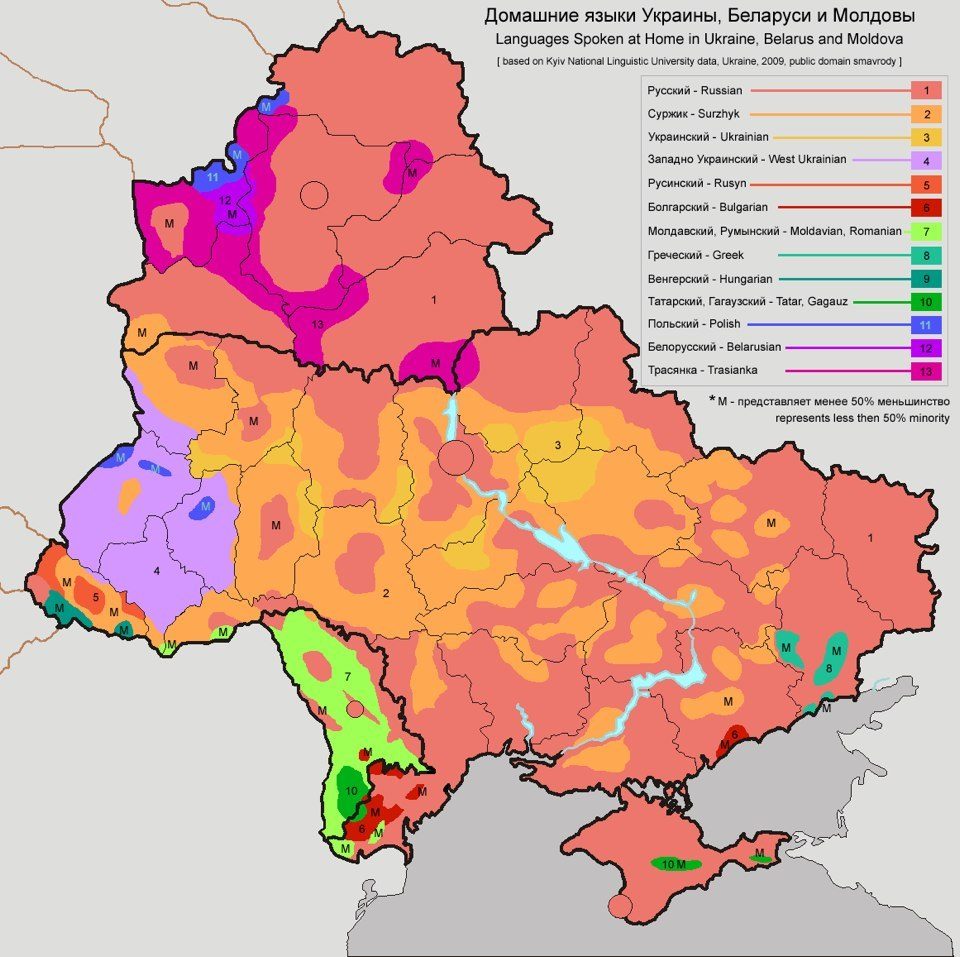 Домашние языки Украины, Беларуси и Молдовы
Languages Spoken at Home in Ukraine, Belarus and Moldova
[ based on Kyiv National Linguistic University data, Ukraine, 2009, public domain smavrody ]
Русский - Russian 1
Суржик - Surzhyk 2
Украинский - Ukrainian 3
Западно Украинский - West Ukrainian 4
Русинский - Rusyn 5
Болгарский - Bulgarian 6
Молдавский, Румынский - Moldavian, Romanian 7
Греческий - Greek 8
Венгерский - Hungarian 9
Татарский, Гагаузский - Tatar, Gagauz 10
Польский - Polish 11
Белорусский - Belarusian 12
Трасянка - Trasianka 13
* М - представляет менее 50% меньшинство
represents less then 50% minority
M
M
M
11
12
M
M
M
1
13
M
M
M
M
3
M
M
M
M
M
1
4
2
M
5
M
M
M
M
M
M
M
8
7
M
M
M
6
M
M
10
M
M
6
M
M
10 M
M